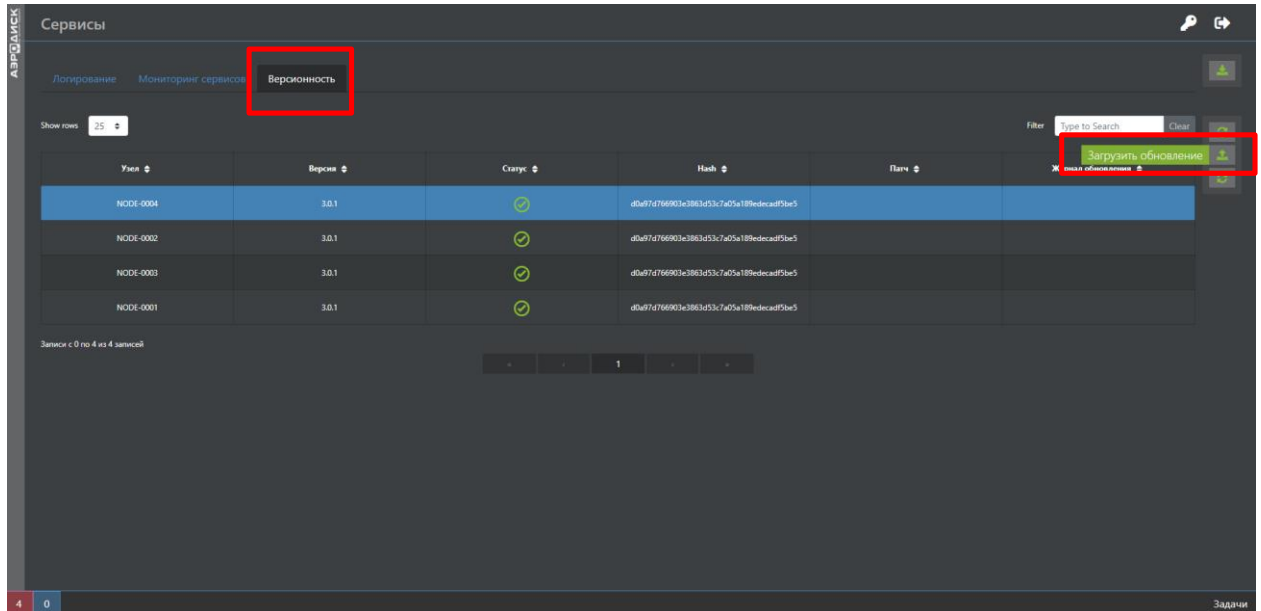 АЭРОДИСК
Сервисы
Логирование Мониторинг сервисов Версионность
Show rows 25 Filter Type to Search Clear
Загрузить обновление
Узел Версия Статус Hash Патч Журнал обновления
NODE-0004 3.0.1 d0a97d766903e3863d53c7a05a189edecadf5be5
NODE-0002 3.0.1 d0a97d766903e3863d53c7a05a189edecadf5be5
NODE-0003 3.0.1 d0a97d766903e3863d53c7a05a189edecadf5be5
NODE-0001 3.0.1 d0a97d766903e3863d53c7a05a189edecadf5be5
Записи с 0 по 4 из 4 записей
« ‹ 1 › »
4 0 Задачи